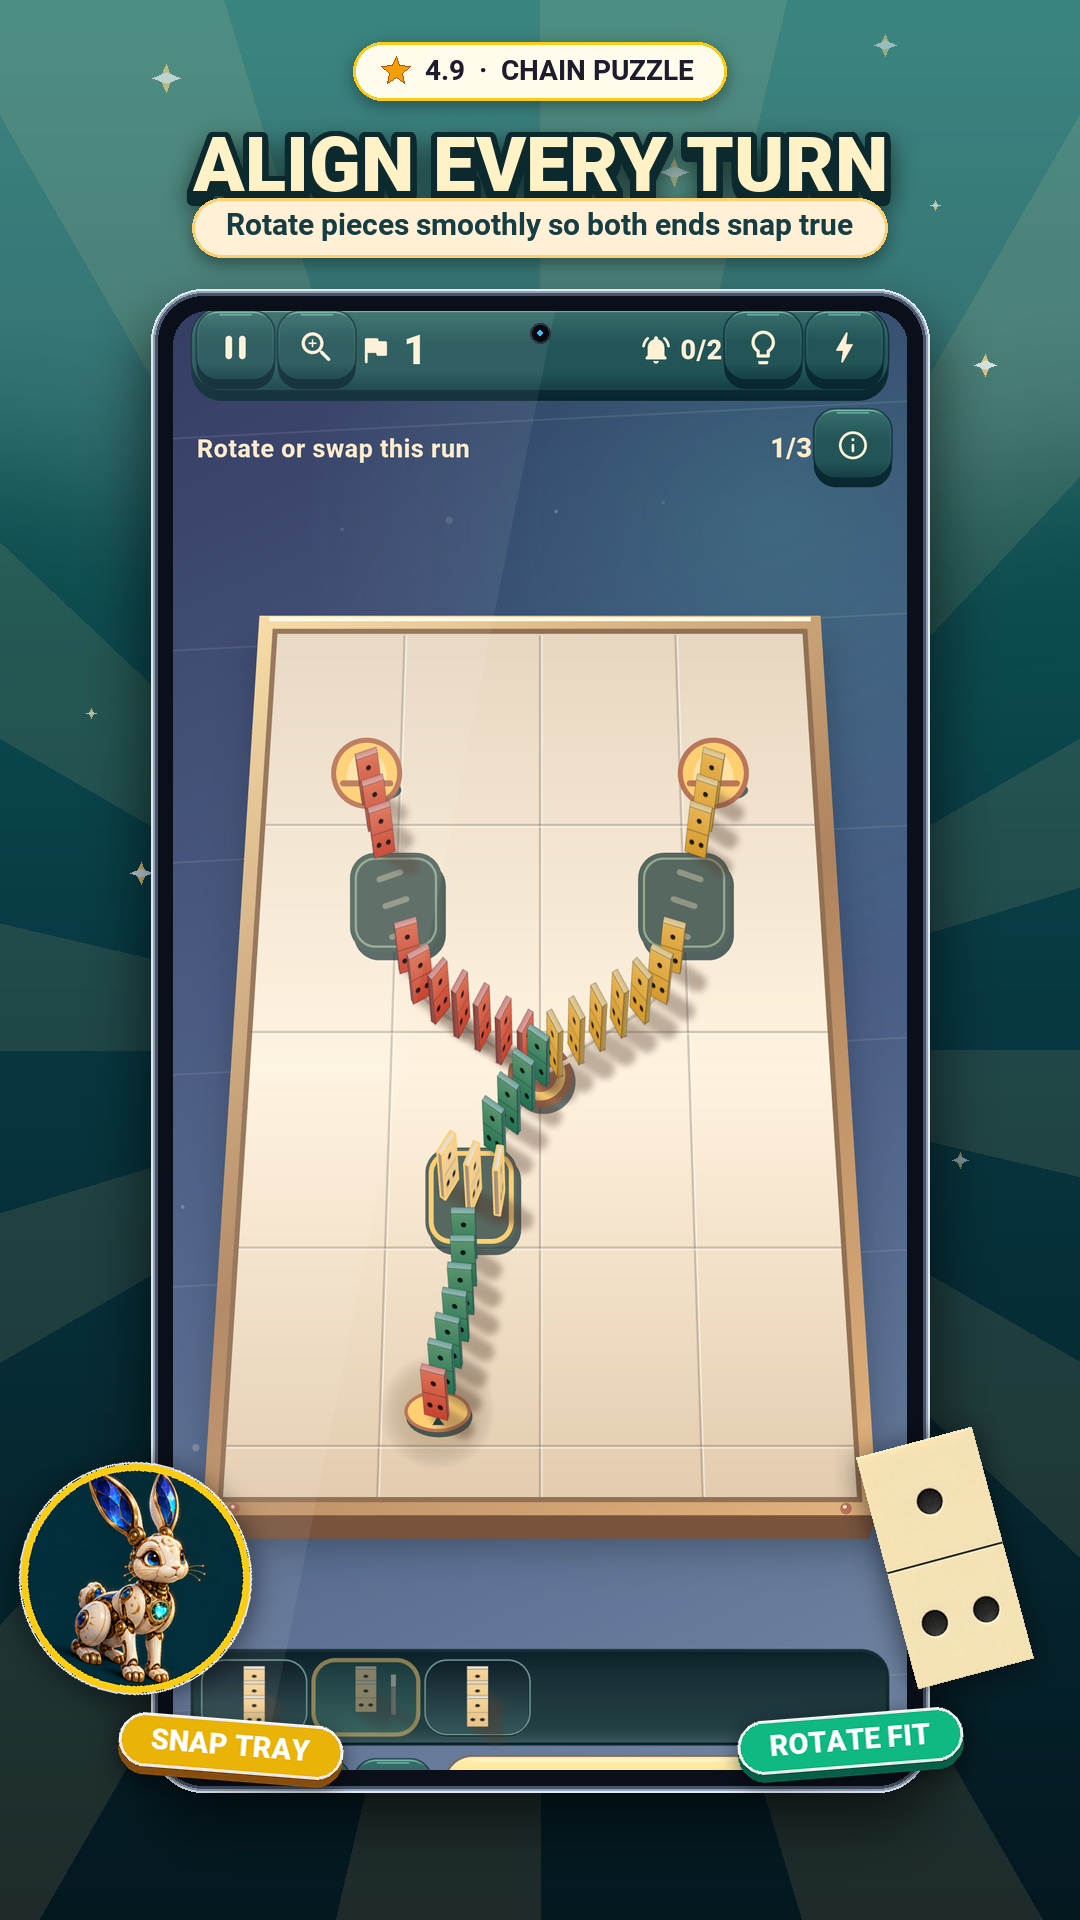 4.9 · CHAIN PUZZLE
ALIGN EVERY TURN
Rotate pieces smoothly so both ends snap true
1
0/2
Rotate or swap this run
1/3
SNAP TRAY
ROTATE FIT